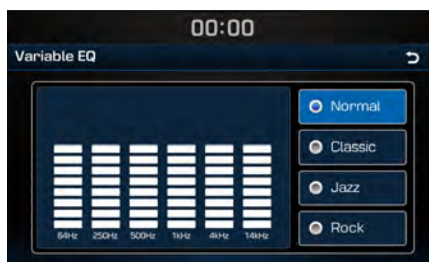 00:00
Variable EQ
Normal
Classic
Jazz
Rock
64Hz 250Hz 500Hz 1kHz 4kHz 14kHz